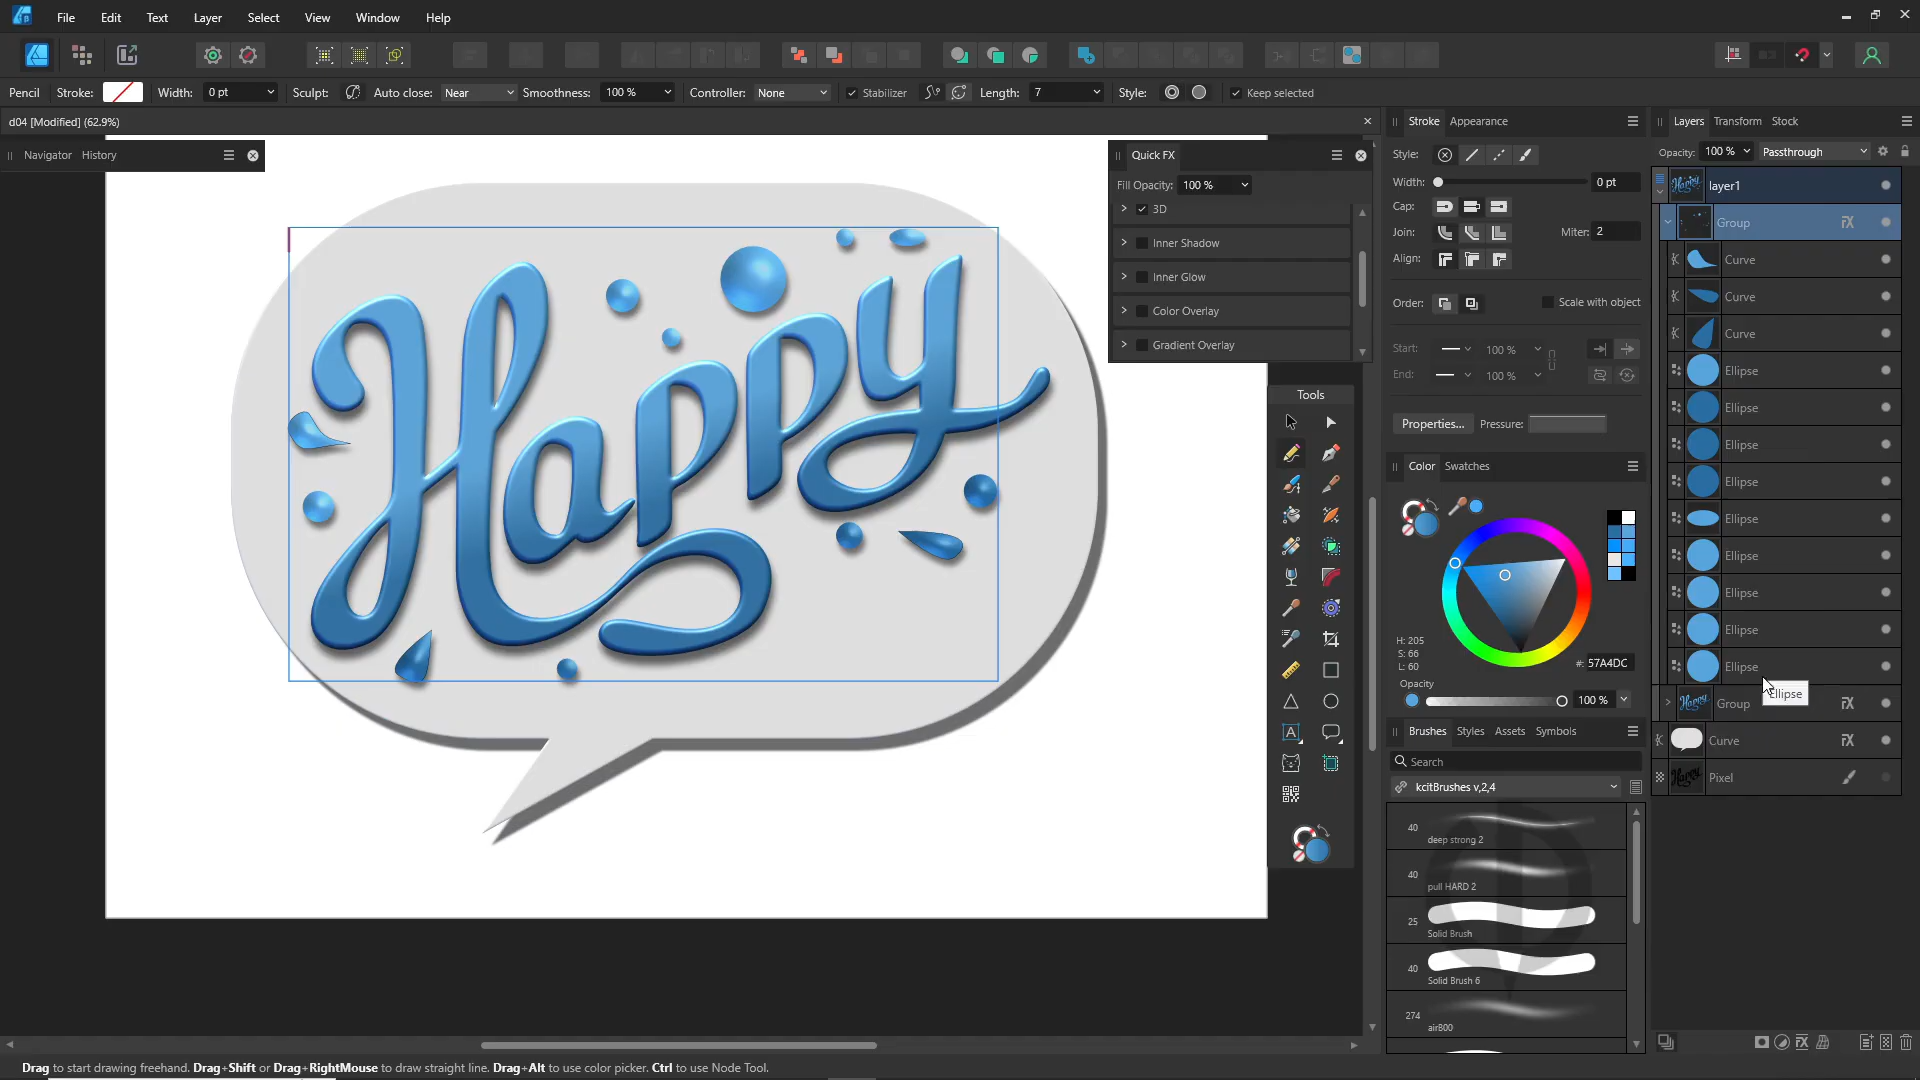 File Edit Text Layer Select View Window Help
Pencil Stroke: Width: 0 pt Sculpt: Auto close: Near Smoothness: 100 % Controller: None Stabilizer Length: 7 Style: Keep selected
d04 [Modified] (62.9%)
Navigator History
Happy
Quick FX
Fill Opacity: 100 %
3D
Inner Shadow
Inner Glow
Color Overlay
Gradient Overlay
Tools
Stroke Appearance
Style:
Width: 0 pt
Cap:
Join: Miter: 2
Align:
Order: Scale with object
Start: 100 %
End: 100 %
Properties... Pressure:
Color Swatches
H: 205
S: 66
L: 60
#: 57A4DC
Opacity
100 %
Brushes Styles Assets Symbols
Search
kcitBrushes v,2,4
40 deep strong 2
40 pull HARD 2
25 Solid Brush
40 Solid Brush 6
274 air800
Layers Transform Stock
Opacity: 100 % Passthrough
layer1
Group
Curve
Curve
Curve
Ellipse
Ellipse
Ellipse
Ellipse
Ellipse
Ellipse
Ellipse
Ellipse
Ellipse
Ellipse
Group
Curve
Pixel
Drag to start drawing freehand. Drag+Shift or Drag+RightMouse to draw straight line. Drag+Alt to use color picker. Ctrl to use Node Tool.